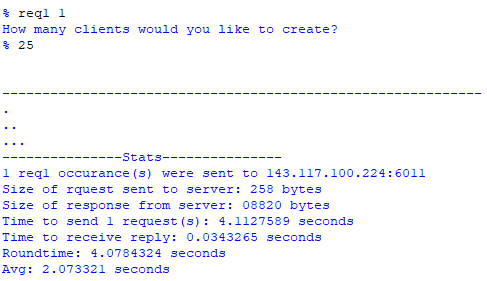 % req1 1
How many clients would you like to create?
% 25
------------------------------------------------------------
.
..
...
---------------Stats---------------
1 req1 occurance(s) were sent to 143.117.100.224:6011
Size of rquest sent to server: 258 bytes
Size of response from server: 08820 bytes
Time to send 1 request(s): 4.1127589 seconds
Time to receive reply: 0.0343265 seconds
Roundtime: 4.0784324 seconds
Avg: 2.073321 seconds